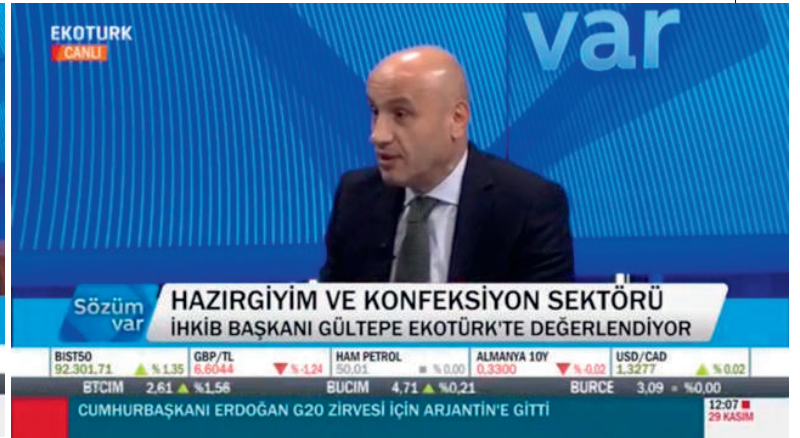 EKOTURK
CANLI
var
Sözüm
var
HAZIRGİYİM VE KONFEKSİYON SEKTÖRÜ
İHKİB BAŞKANI GÜLTEPE EKOTÜRK'TE DEĞERLENDİYOR
BIST50 GBP/TL HAM PETROL ALMANYA 10Y USD/CAD
92.301,71 % 1.35 6,6044 %-1.24 50,01 % 0,00 0,3300 %-0.02 1,3277 % 0.02
BTCIM 2,61 %1,56 BUCIM 4,71 %0,21 BURCE 3,09 = %0,00
CUMHURBAŞKANI ERDOĞAN G20 ZİRVESİ İÇİN ARJANTİN'E GİTTİ
12:07
29 KASIM